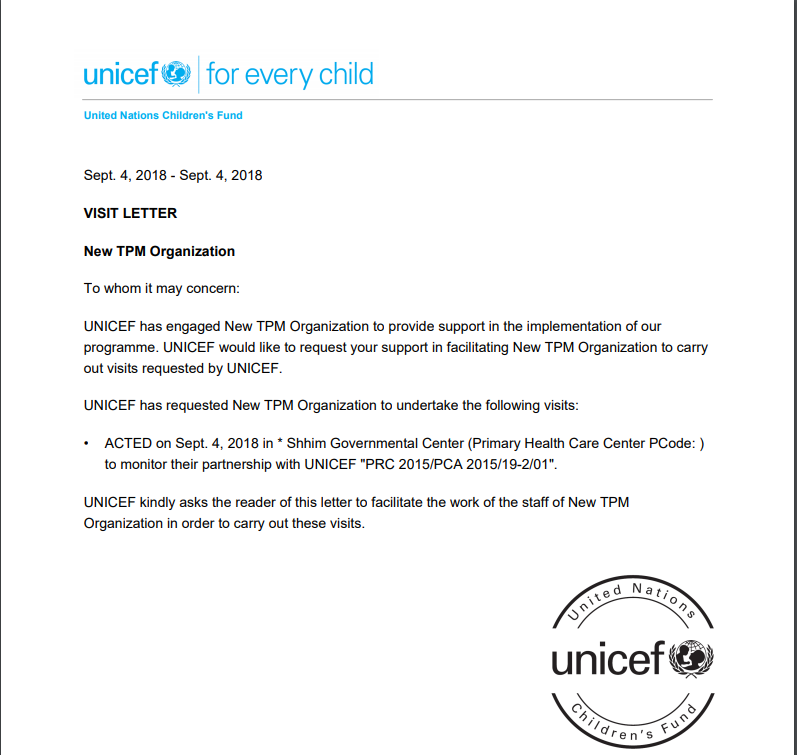 unicef for every child
United Nations Children's Fund
Sept. 4, 2018 - Sept. 4, 2018
VISIT LETTER
New TPM Organization
To whom it may concern:
UNICEF has engaged New TPM Organization to provide support in the implementation of our
programme. UNICEF would like to request your support in facilitating New TPM Organization to carry
out visits requested by UNICEF.
UNICEF has requested New TPM Organization to undertake the following visits:
• ACTED on Sept. 4, 2018 in * Shhim Governmental Center (Primary Health Care Center PCode: )
to monitor their partnership with UNICEF "PRC 2015/PCA 2015/19-2/01".
UNICEF kindly asks the reader of this letter to facilitate the work of the staff of New TPM
Organization in order to carry out these visits.
United Nations
unicef
Children's Fund